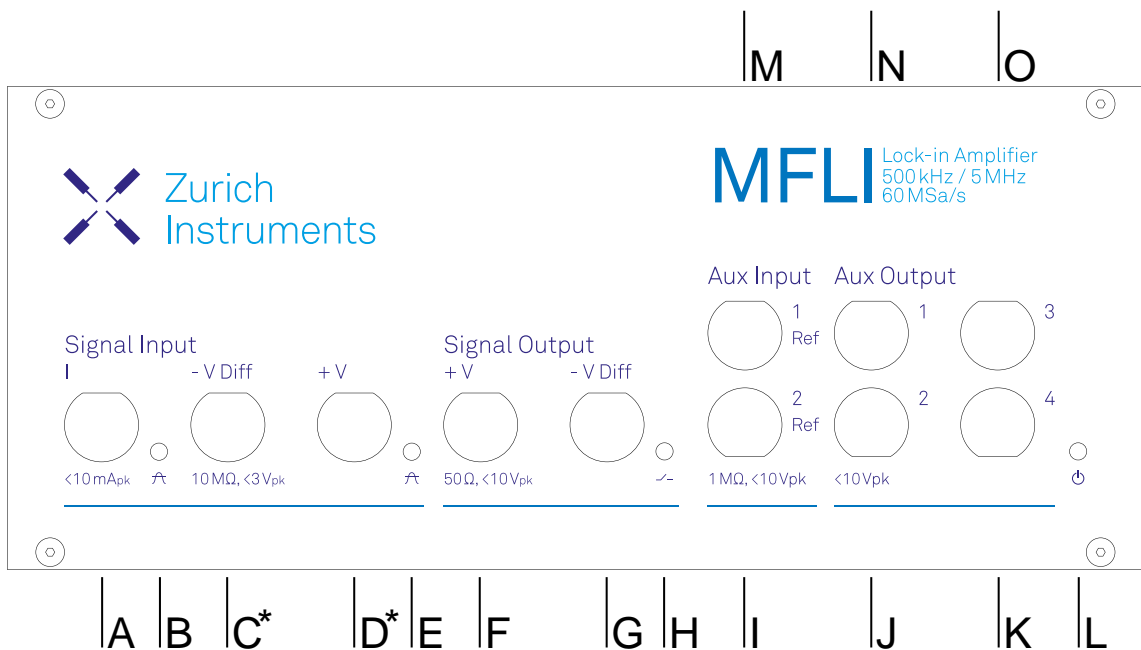 M N O
Zurich
Instruments
MFLI
Lock-in Amplifier
500 kHz / 5 MHz
60 MSa/s
Aux Input Aux Output
1 1 3
Ref
Signal Input Signal Output
I - V Diff + V + V - V Diff
2 2 4
Ref
<10 mApk 10 MΩ, <3 Vpk 50 Ω, <10 Vpk 1 MΩ, <10 Vpk <10 Vpk
A B C* D* E F G H I J K L